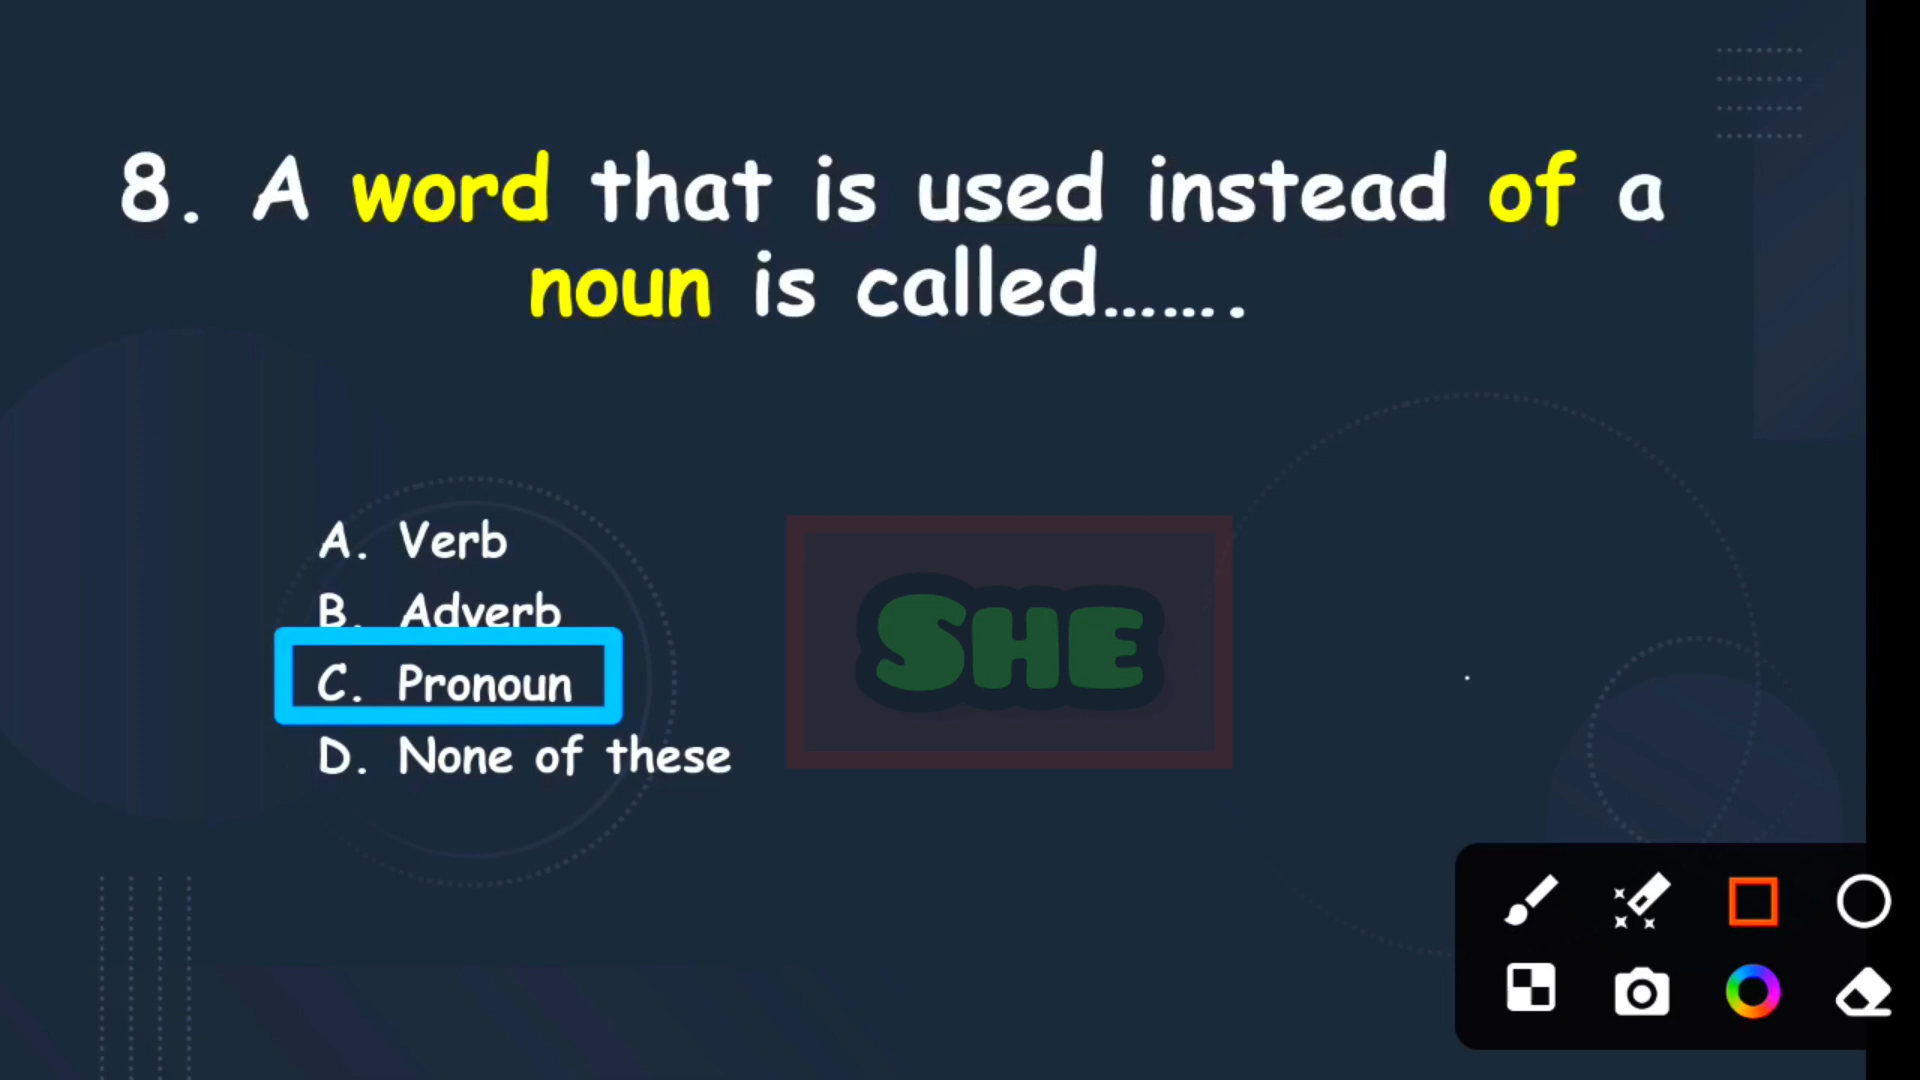 8. A word that is used instead of a
noun is called…….
A. Verb
B. Adverb
C. Pronoun
D. None of these
SHE